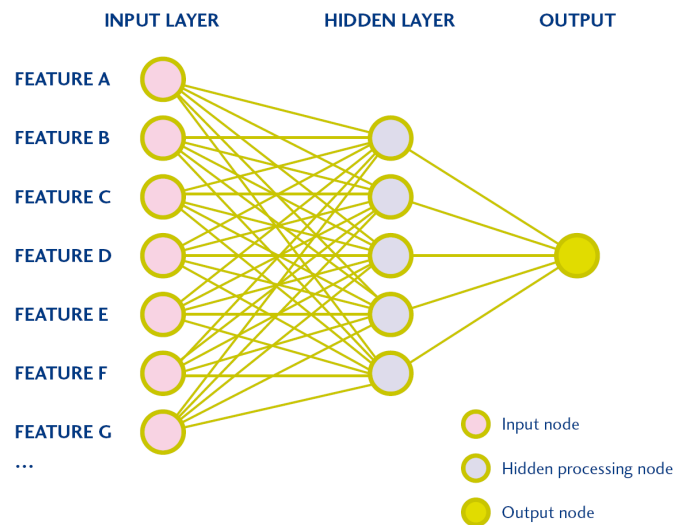 INPUT LAYER HIDDEN LAYER OUTPUT
FEATURE A
FEATURE B
FEATURE C
FEATURE D
FEATURE E
FEATURE F
FEATURE G
...
Input node
Hidden processing node
Output node